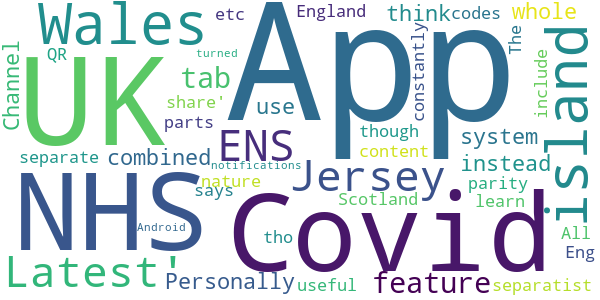 etc
England
think
codes
whole
Wales
App
UK
QR
Channel
tab
The
constantly
turned
share'
use
parts
include
island
ENS
though
system
separate
combined
content
instead
notifications
Jersey
parity
says
nature
Scotland
learn
NHS
Covid
Android
tho
All
Eng
Latest'
Personally
useful
feature
separatist